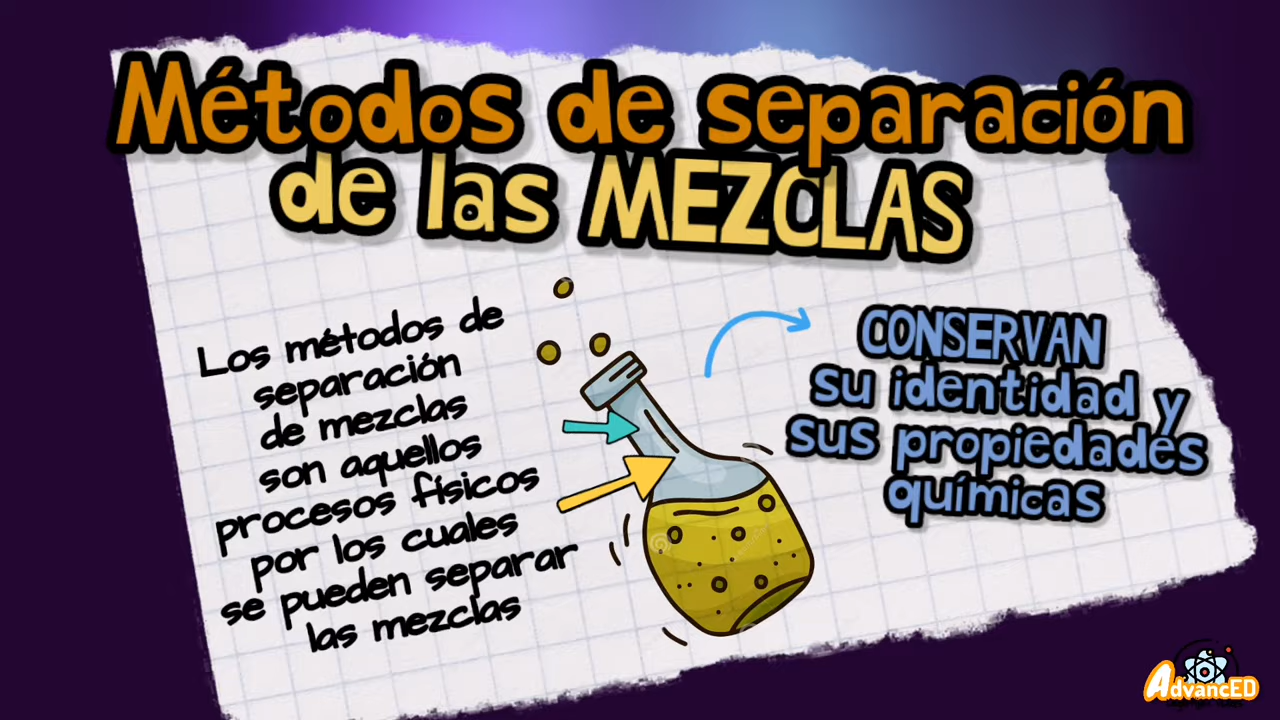 Métodos de separación
de las MEZCLAS
Los métodos de
separación
de mezclas
son aquellos
procesos físicos
por los cuales
se pueden separar
las mezclas
CONSERVAN
su identidad y
sus propiedades
químicas
AdvancED